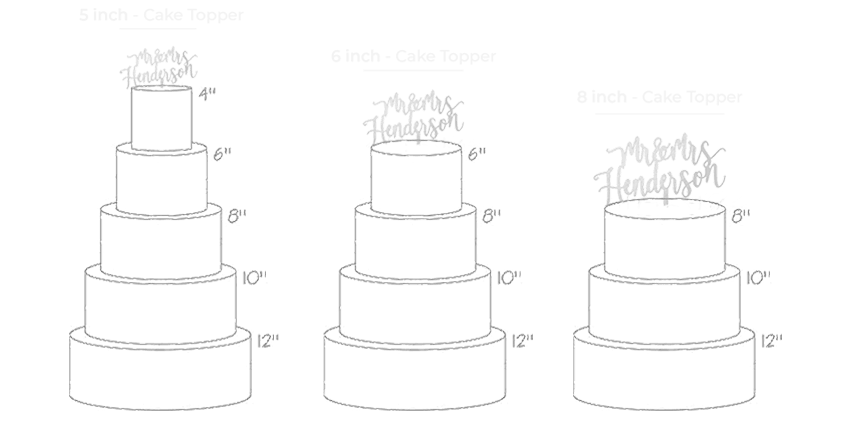 5 inch - Cake Topper
Mr&Mrs
Henderson
4"
6"
8"
10"
12"
6 inch - Cake Topper
Mr&Mrs
Henderson
6"
8"
10"
12"
8 inch - Cake Topper
Mr&Mrs
Henderson
8"
10"
12"